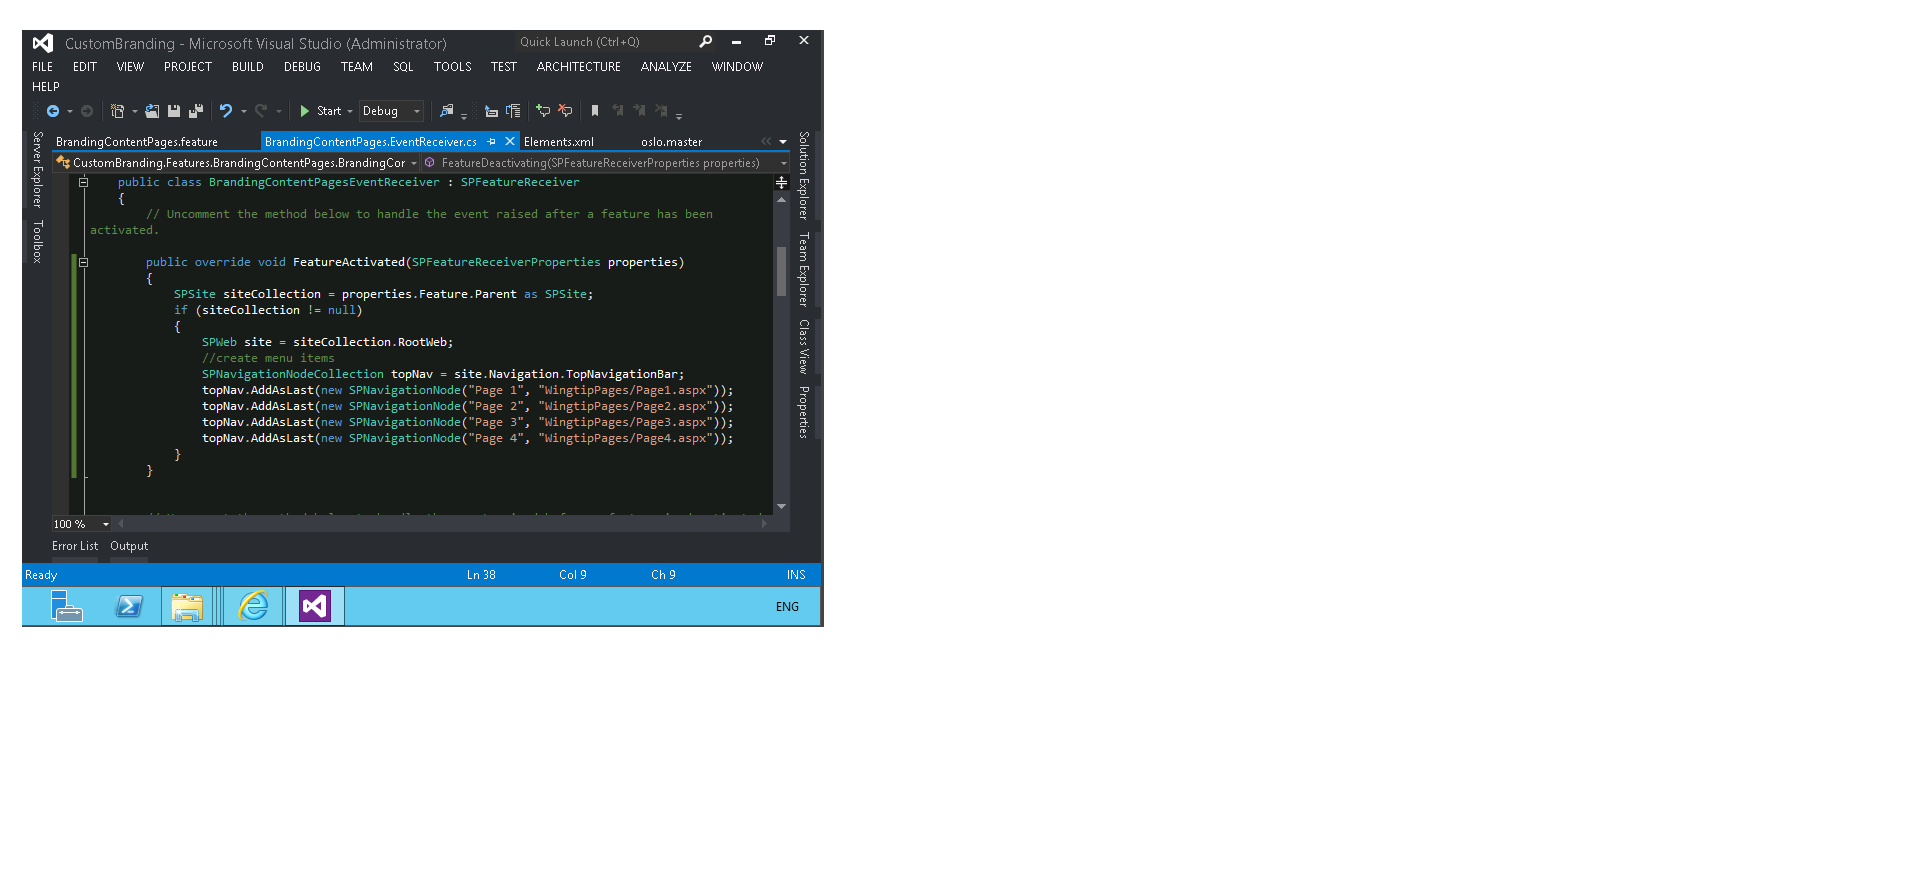 CustomBranding - Microsoft Visual Studio (Administrator)
Quick Launch (Ctrl+Q)
FILE EDIT VIEW PROJECT BUILD DEBUG TEAM SQL TOOLS TEST ARCHITECTURE ANALYZE WINDOW
HELP
Start Debug
BrandingContentPages.feature BrandingContentPages.EventReceiver.cs Elements.xml oslo.master
CustomBranding.Features.BrandingContentPages.BrandingCor FeatureDeactivating(SPFeatureReceiverProperties properties)
Server Explorer
Toolbox
public class BrandingContentPagesEventReceiver : SPFeatureReceiver
{
// Uncomment the method below to handle the event raised after a feature has been
activated.
public override void FeatureActivated(SPFeatureReceiverProperties properties)
{
SPSite siteCollection = properties.Feature.Parent as SPSite;
if (siteCollection != null)
{
SPWeb site = siteCollection.RootWeb;
//create menu items
SPNavigationNodeCollection topNav = site.Navigation.TopNavigationBar;
topNav.AddAsLast(new SPNavigationNode("Page 1", "WingtipPages/Page1.aspx"));
topNav.AddAsLast(new SPNavigationNode("Page 2", "WingtipPages/Page2.aspx"));
topNav.AddAsLast(new SPNavigationNode("Page 3", "WingtipPages/Page3.aspx"));
topNav.AddAsLast(new SPNavigationNode("Page 4", "WingtipPages/Page4.aspx"));
}
}
Solution Explorer
Team Explorer
Class View
Properties
100 %
Error List Output
Ready Ln 38 Col 9 Ch 9 INS
ENG